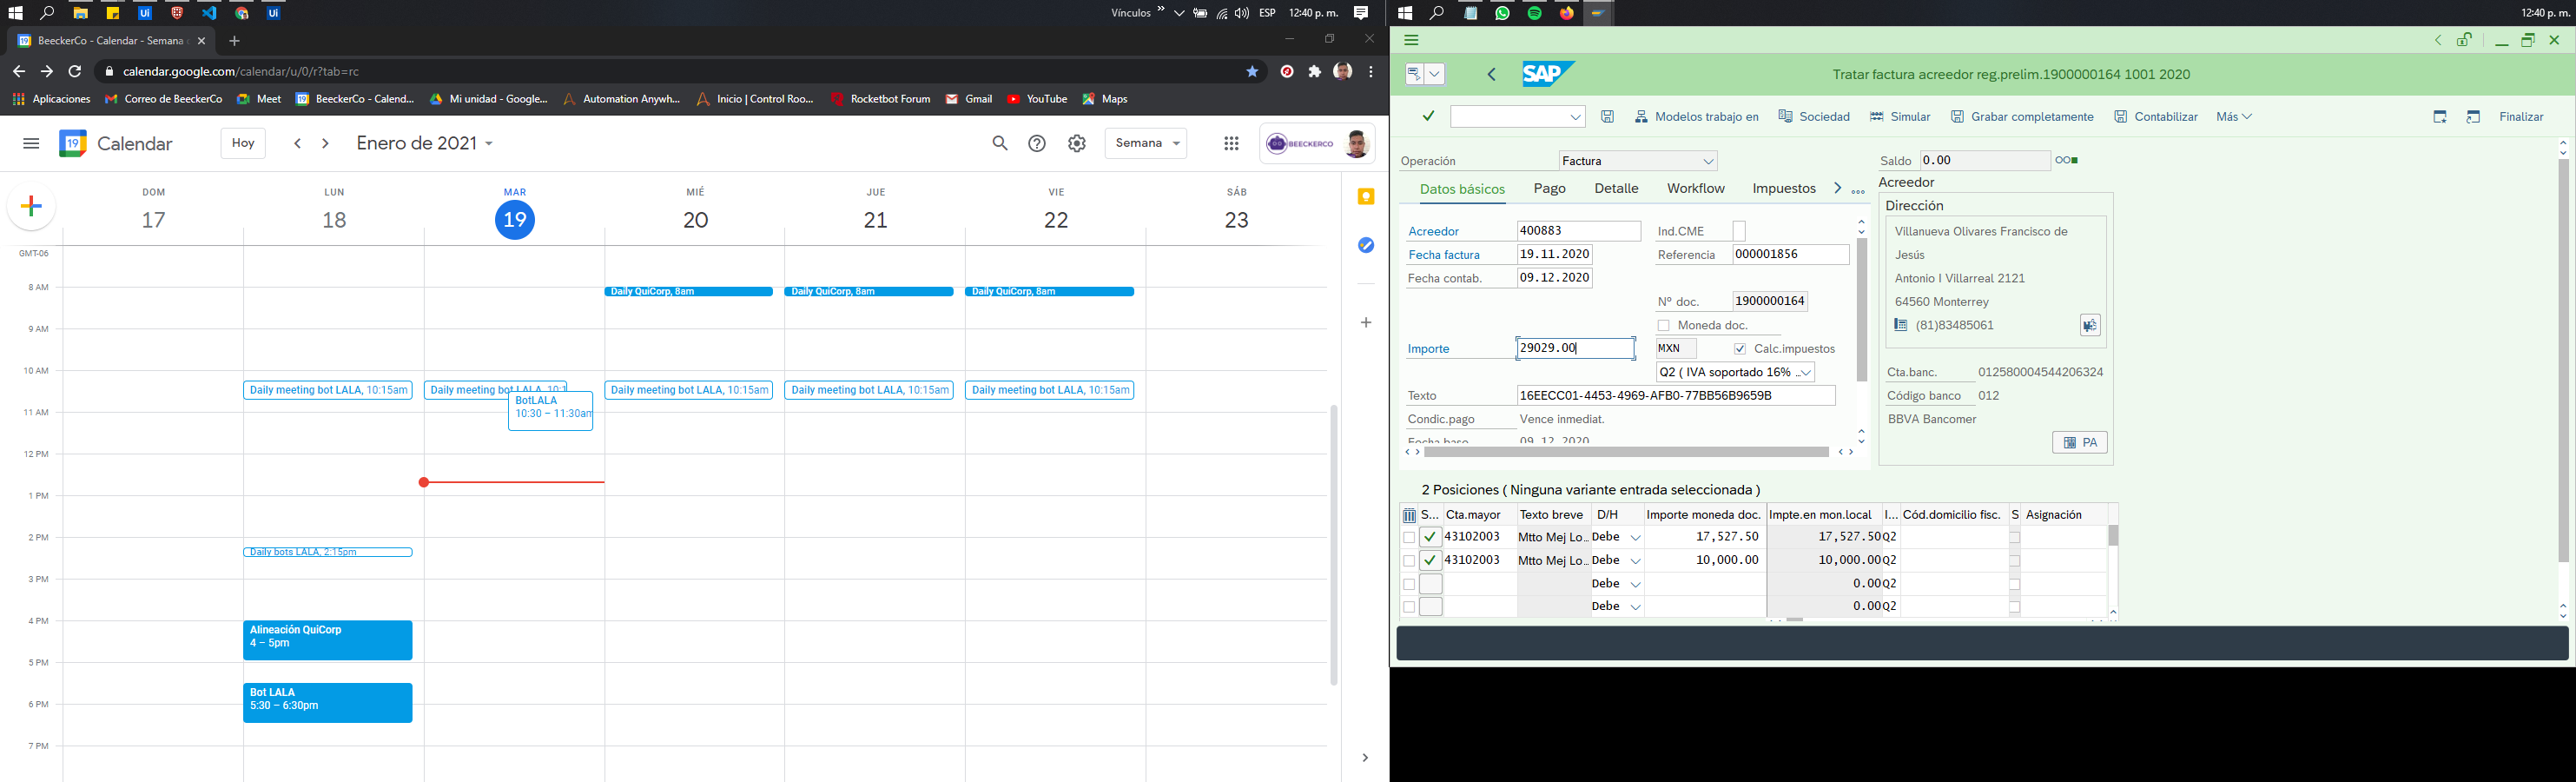 Vínculos » ESP 12:40 p. m.
BeeckerCo - Calendar - Semana
calendar.google.com/calendar/u/0/r?tab=rc
Aplicaciones Correo de BeeckerCo Meet BeeckerCo - Calend... Mi unidad - Google... Automation Anywh... Inicio | Control Roo... Rocketbot Forum Gmail YouTube Maps
19 Calendar Hoy Enero de 2021 Semana BEECKERCO
DOM LUN MAR MIÉ JUE VIE SÁB
17 18 19 20 21 22 23
GMT-06
8 AM
Daily QuiCorp, 8am Daily QuiCorp, 8am Daily QuiCorp, 8am
9 AM
10 AM
Daily meeting bot LALA, 10:15am Daily meeting bot LALA, 10:1 Daily meeting bot LALA, 10:15am Daily meeting bot LALA, 10:15am Daily meeting bot LALA, 10:15am
BotLALA
10:30 – 11:30am
11 AM
12 PM
1 PM
2 PM
Daily bots LALA, 2:15pm
3 PM
4 PM
Alineación QuiCorp
4 – 5pm
5 PM
Bot LALA
5:30 – 6:30pm
6 PM
7 PM
12:40 p. m.
SAP Tratar factura acreedor reg.prelim.1900000164 1001 2020
Modelos trabajo en Sociedad Simular Grabar completamente Contabilizar Más Finalizar
Operación Factura Saldo 0.00
Datos básicos Pago Detalle Workflow Impuestos ...
Acreedor 400883 Ind.CME
Fecha factura 19.11.2020 Referencia 000001856
Fecha contab. 09.12.2020
Nº doc. 1900000164
Moneda doc.
Importe 29029.00 MXN Calc.impuestos
Q2 ( IVA soportado 16% ...
Texto 16EECC01-4453-4969-AFB0-77BB56B9659B
Condic.pago Vence inmediat.
Fecha base 09.12.2020
Acreedor
Dirección
Villanueva Olivares Francisco de
Jesús
Antonio I Villarreal 2121
64560 Monterrey
(81)83485061
Cta.banc. 012580004544206324
Código banco 012
BBVA Bancomer
PA
2 Posiciones ( Ninguna variante entrada seleccionada )
S... Cta.mayor Texto breve D/H Importe moneda doc. Impte.en mon.local I... Cód.domicilio fisc. S Asignación
43102003 Mtto Mej Lo... Debe 17,527.50 17,527.50 Q2
43102003 Mtto Mej Lo... Debe 10,000.00 10,000.00 Q2
Debe 0.00 Q2
Debe 0.00 Q2